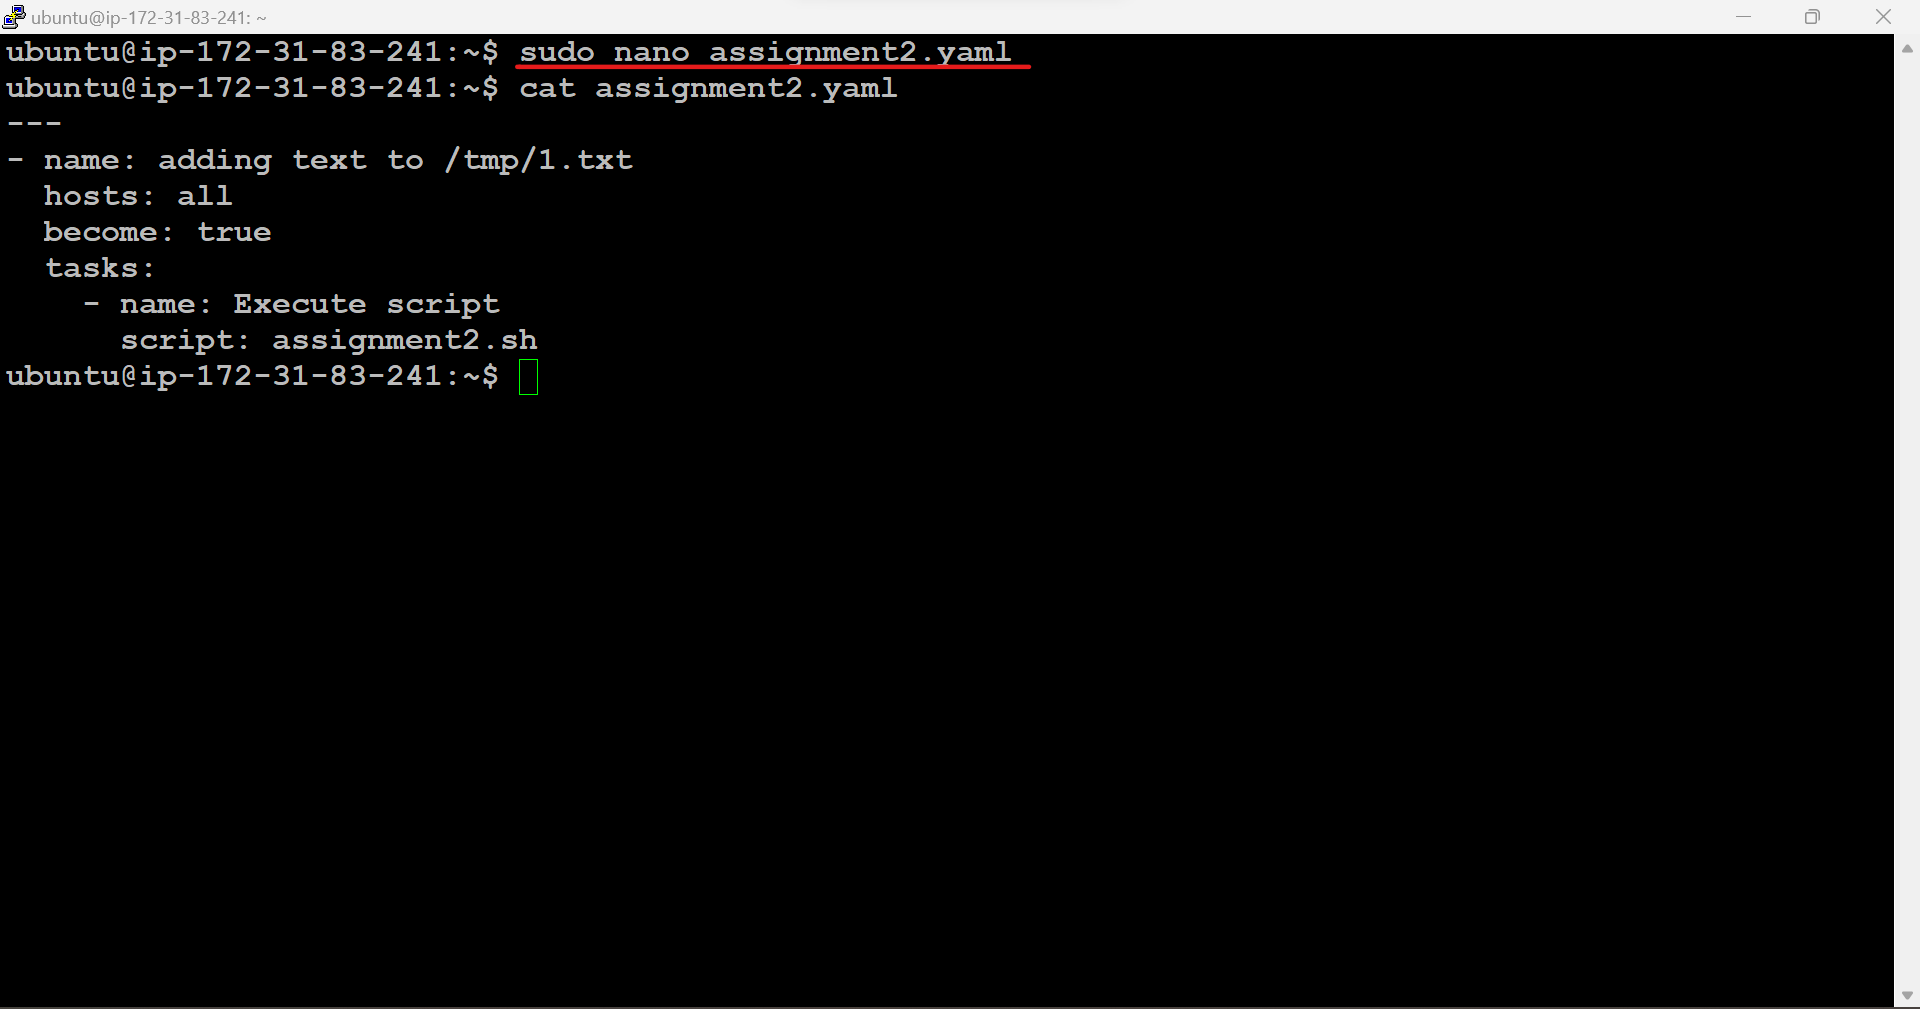 ubuntu@ip-172-31-83-241: ~
ubuntu@ip-172-31-83-241:~$ sudo nano assignment2.yaml
ubuntu@ip-172-31-83-241:~$ cat assignment2.yaml
---
- name: adding text to /tmp/1.txt
  hosts: all
  become: true
  tasks:
    - name: Execute script
      script: assignment2.sh
ubuntu@ip-172-31-83-241:~$